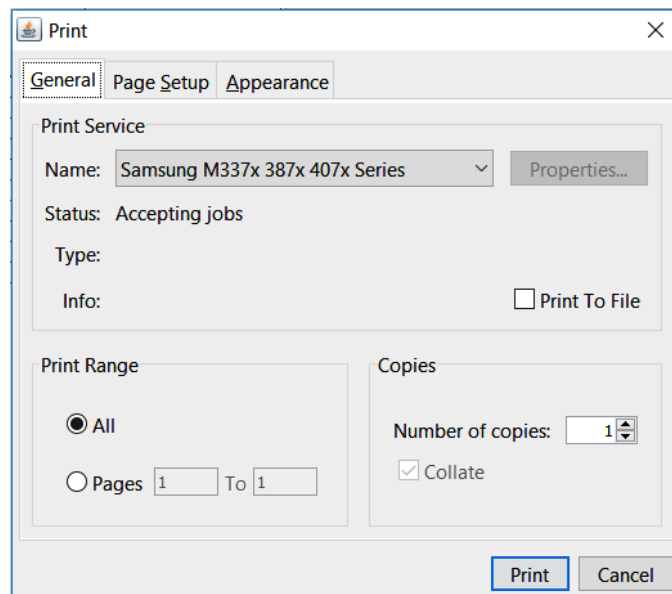 Print
General Page Setup Appearance
Print Service
Name: Samsung M337x 387x 407x Series Properties...
Status: Accepting jobs
Type:
Info: Print To File
Print Range Copies
All Number of copies: 1
Collate
Pages 1 To 1
Print Cancel